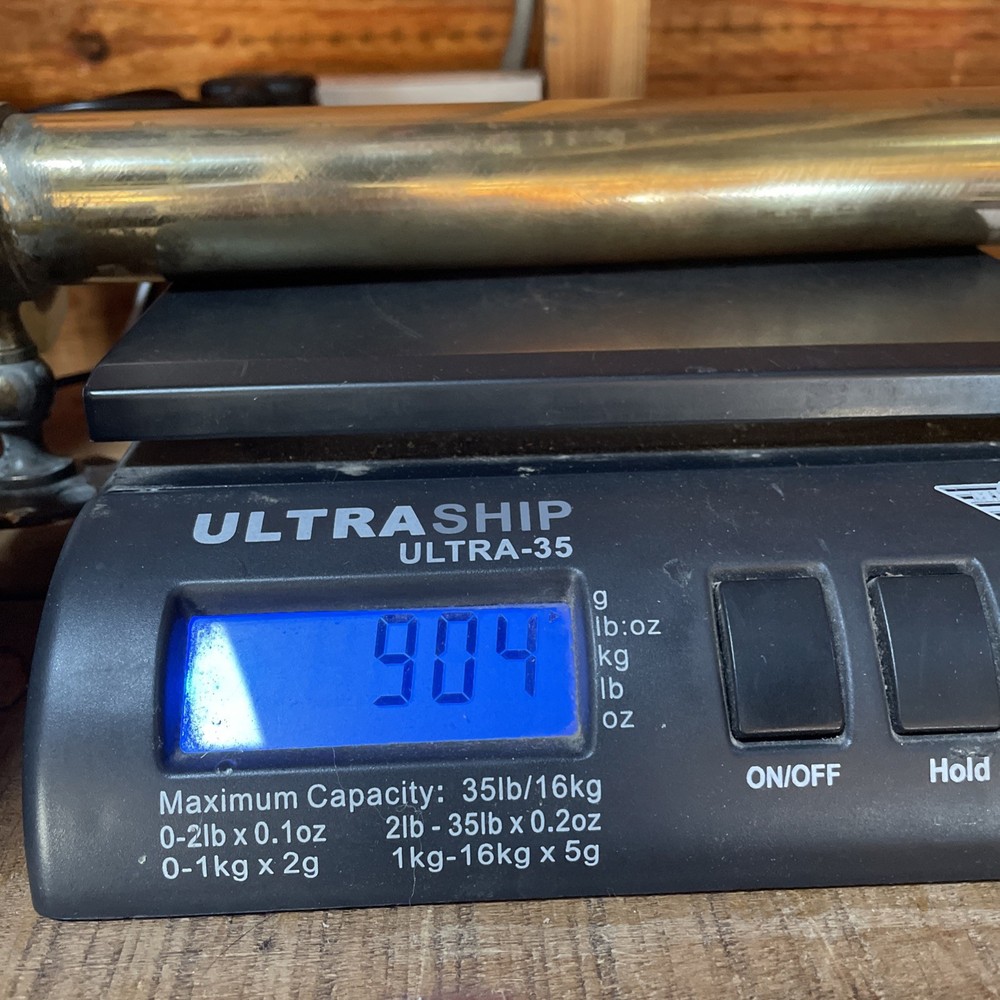 ULTRASHIP
ULTRA-35
904
g
lb:oz
kg
lb
oz
ON/OFF
Hold
Maximum Capacity: 35lb/16kg
0-2lb x 0.1oz 2lb - 35lb x 0.2oz
0-1kg x 2g 1kg-16kg x 5g